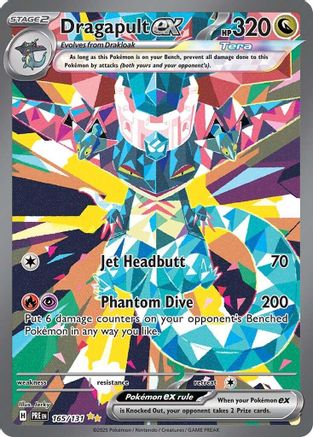 STAGE 2
Dragapult ex HP 320
Evolves from Drakloak
Tera
As long as this Pokémon is on your Bench, prevent all damage done to this
Pokémon by attacks (both yours and your opponent's).
Jet Headbutt 70
Phantom Dive 200
Put 6 damage counters on your opponent's Benched
Pokémon in any way you like.
weakness resistance retreat
Pokémon ex rule
When your Pokémon ex
is Knocked Out, your opponent takes 2 Prize cards.
Illus. Jerky
H PRE EN 165/131
©2025 Pokémon / Nintendo / Creatures / GAME FREAK